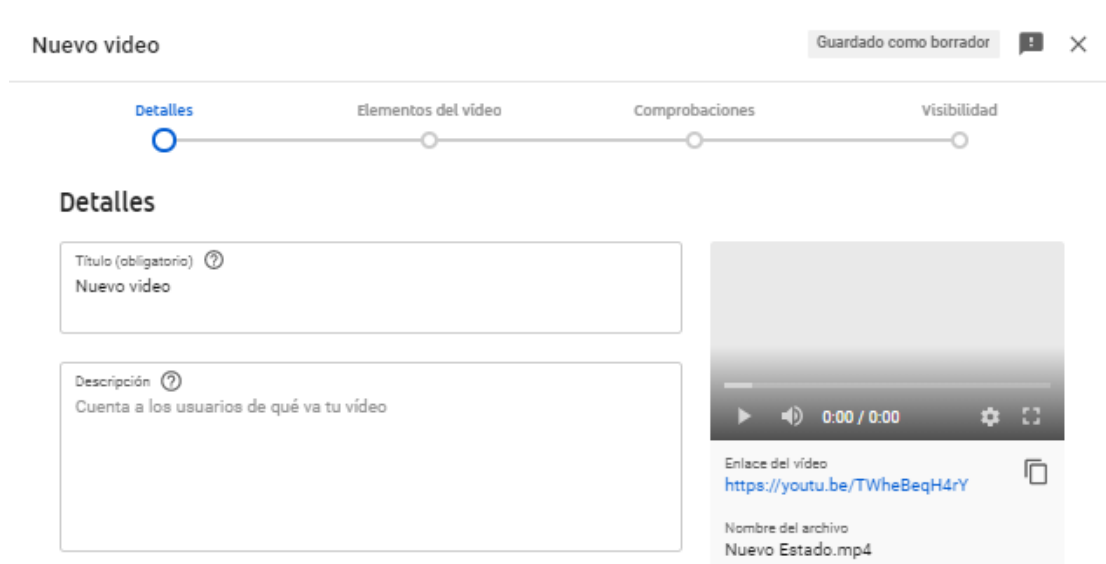 Nuevo video
Guardado como borrador
Detalles
Elementos del vídeo
Comprobaciones
Visibilidad
Detalles
Título (obligatorio)
Nuevo video
Descripción
Cuenta a los usuarios de qué va tu vídeo
0:00 / 0:00
Enlace del vídeo
https://youtu.be/TWheBeqH4rY
Nombre del archivo
Nuevo Estado.mp4